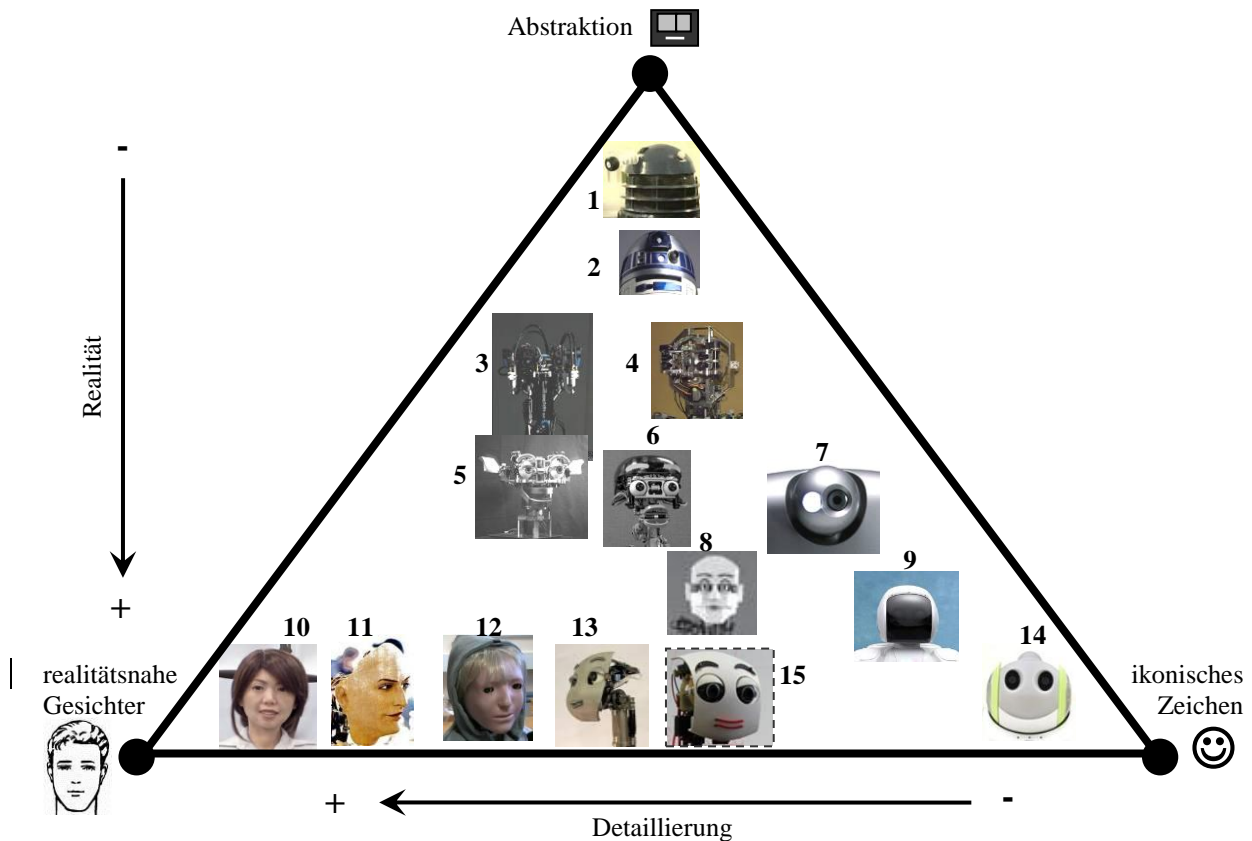 Abstraktion
-
1
2
3
4
Realität
6
7
5
8
9
+
10
11
12
13
14
realitätsnahe
Gesichter
15
ikonisches
Zeichen
+
-
Detaillierung